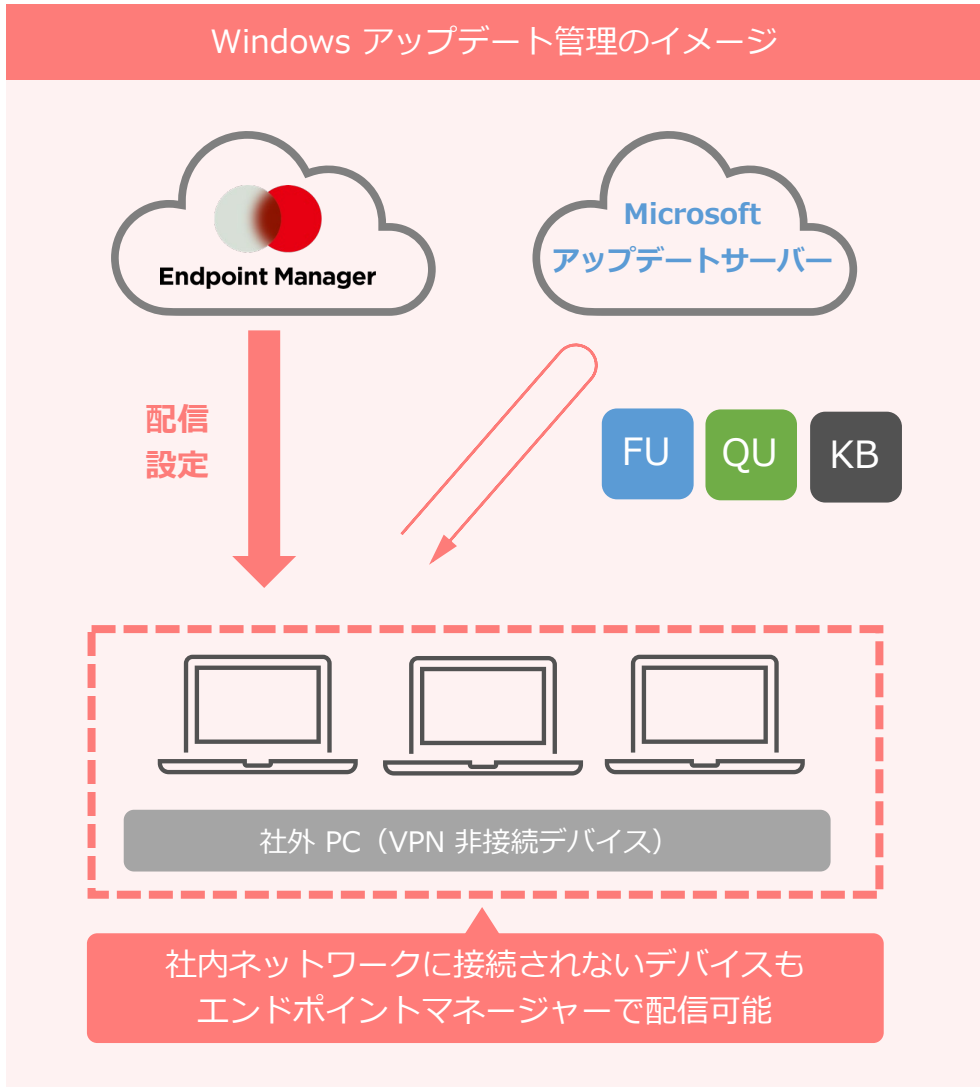 Windows アップデート管理のイメージ
Endpoint Manager
Microsoft
アップデートサーバー
配信
設定
FU QU KB
社外 PC（VPN 非接続デバイス）
社内ネットワークに接続されないデバイスも
エンドポイントマネージャーで配信可能